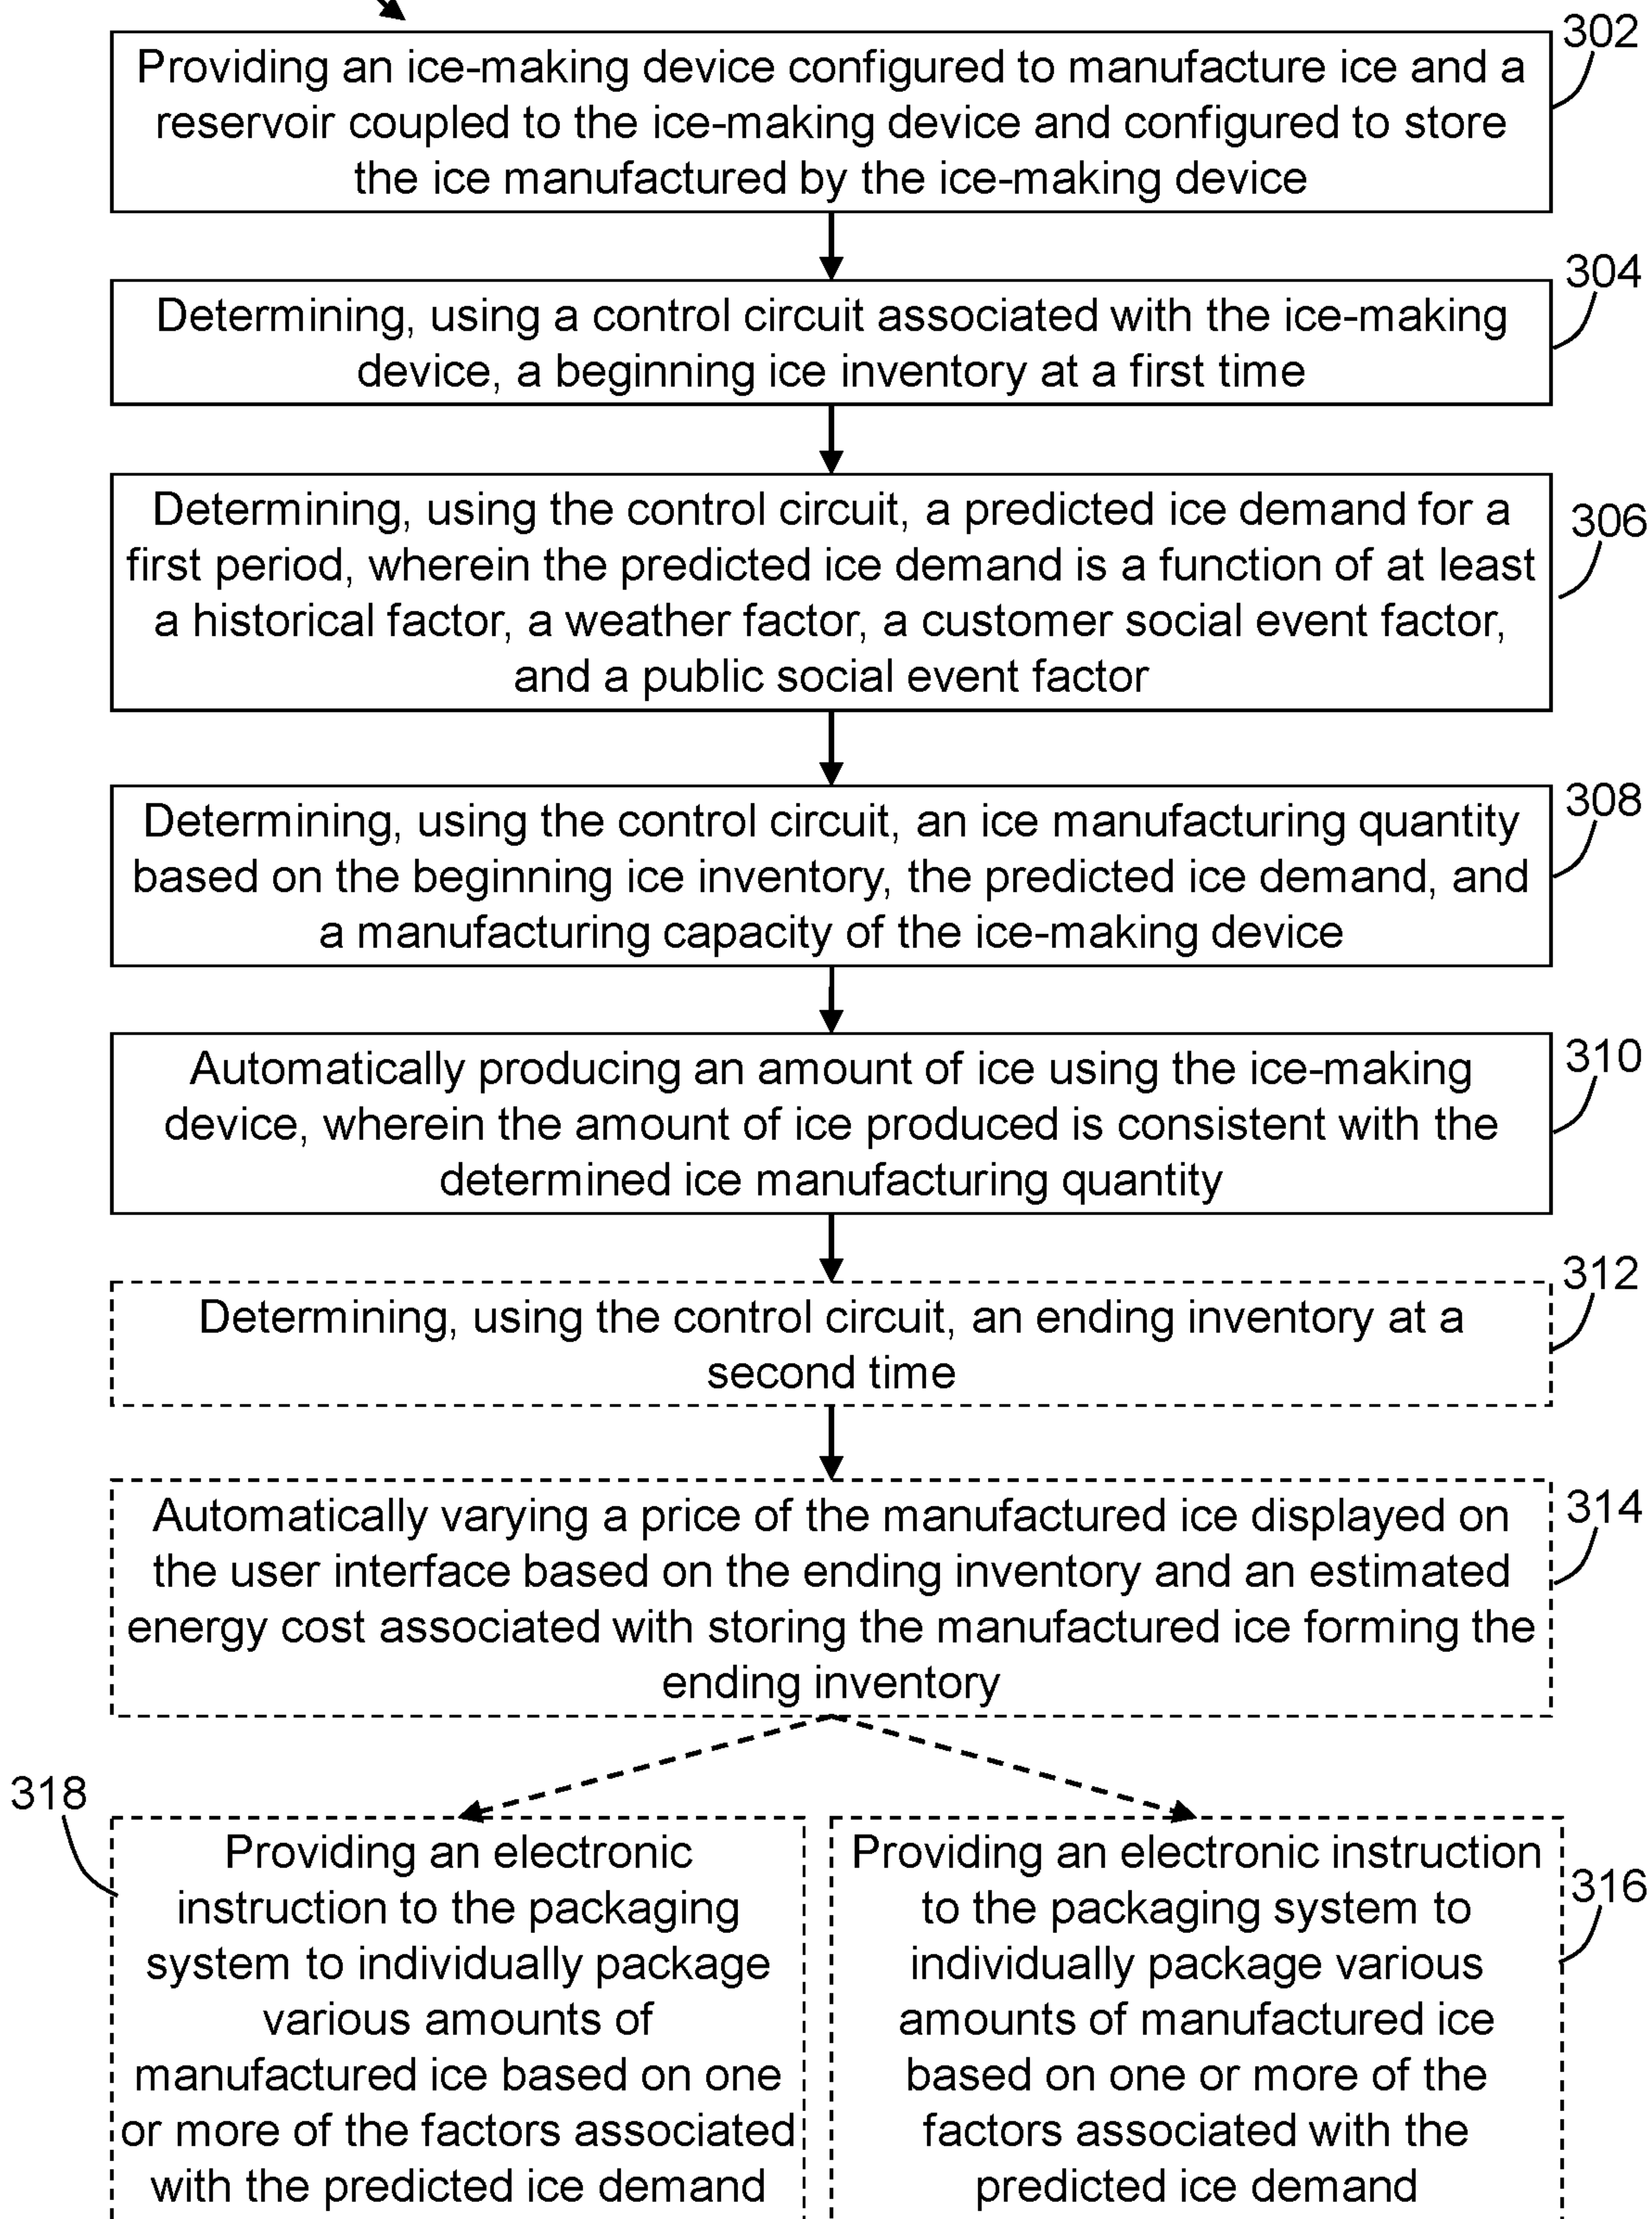 302
Providing an ice-making device configured to manufacture ice and a
reservoir coupled to the ice-making device and configured to store
the ice manufactured by the ice-making device
304
Determining, using a control circuit associated with the ice-making
device, a beginning ice inventory at a first time
306
Determining, using the control circuit, a predicted ice demand for a
first period, wherein the predicted ice demand is a function of at least
a historical factor, a weather factor, a customer social event factor,
and a public social event factor
308
Determining, using the control circuit, an ice manufacturing quantity
based on the beginning ice inventory, the predicted ice demand, and
a manufacturing capacity of the ice-making device
310
Automatically producing an amount of ice using the ice-making
device, wherein the amount of ice produced is consistent with the
determined ice manufacturing quantity
312
Determining, using the control circuit, an ending inventory at a
second time
314
Automatically varying a price of the manufactured ice displayed on
the user interface based on the ending inventory and an estimated
energy cost associated with storing the manufactured ice forming the
ending inventory
318
Providing an electronic
instruction to the packaging
system to individually package
various amounts of
manufactured ice based on one
or more of the factors associated
with the predicted ice demand
316
Providing an electronic instruction
to the packaging system to
individually package various
amounts of manufactured ice
based on one or more of the
factors associated with the
predicted ice demand